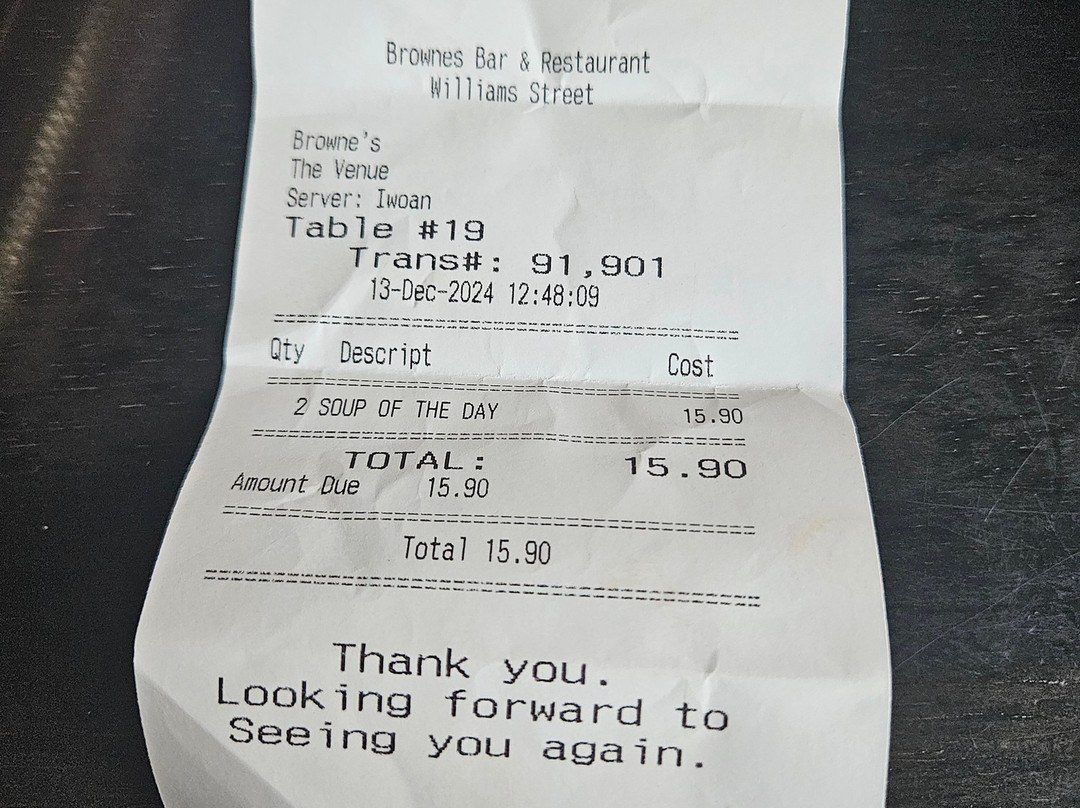 Brownes Bar & Restaurant
Williams Street
Browne's
The Venue
Server: Iwoan
Table #19
Trans#: 91,901
13-Dec-2024 12:48:09
Qty Descript Cost
2 SOUP OF THE DAY 15.90
TOTAL: 15.90
Amount Due 15.90
Total 15.90
Thank you.
Looking forward to
Seeing you again.